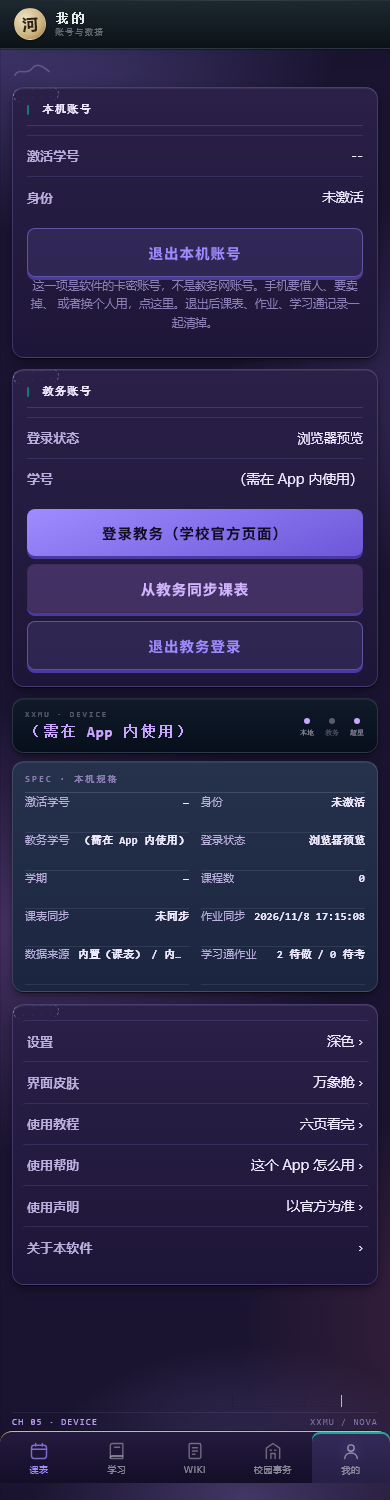 河
我的
账号与数据
本机账号
激活学号 --
身份 未激活
退出本机账号
这一项是软件的卡密账号，不是教务网账号。手机要借人、要卖
掉、 或者换个人用，点这里。退出后课表、作业、学习通记录一
起清掉。
教务账号
登录状态 浏览器预览
学号 （需在 App 内使用）
登录教务（学校官方页面）
从教务同步课表
退出教务登录
XXMU · DEVICE
（需在 App 内使用）
本地 教务 超星
SPEC · 本机规格
激活学号 — 身份 未激活
教务学号 （需在 App 内使用） 登录状态 浏览器预览
学期 — 课程数 0
课表同步 未同步 作业同步 2026/11/8 17:15:08
数据来源 内置（课表） / 内… 学习通作业 2 待做 / 0 待考
设置 深色 ›
界面皮肤 万象舱 ›
使用教程 六页看完 ›
使用帮助 这个 App 怎么用 ›
使用声明 以官方为准 ›
关于本软件 ›
CH 05 · DEVICE XXMU / NOVA
课表 学习 WIKI 校园事务 我的